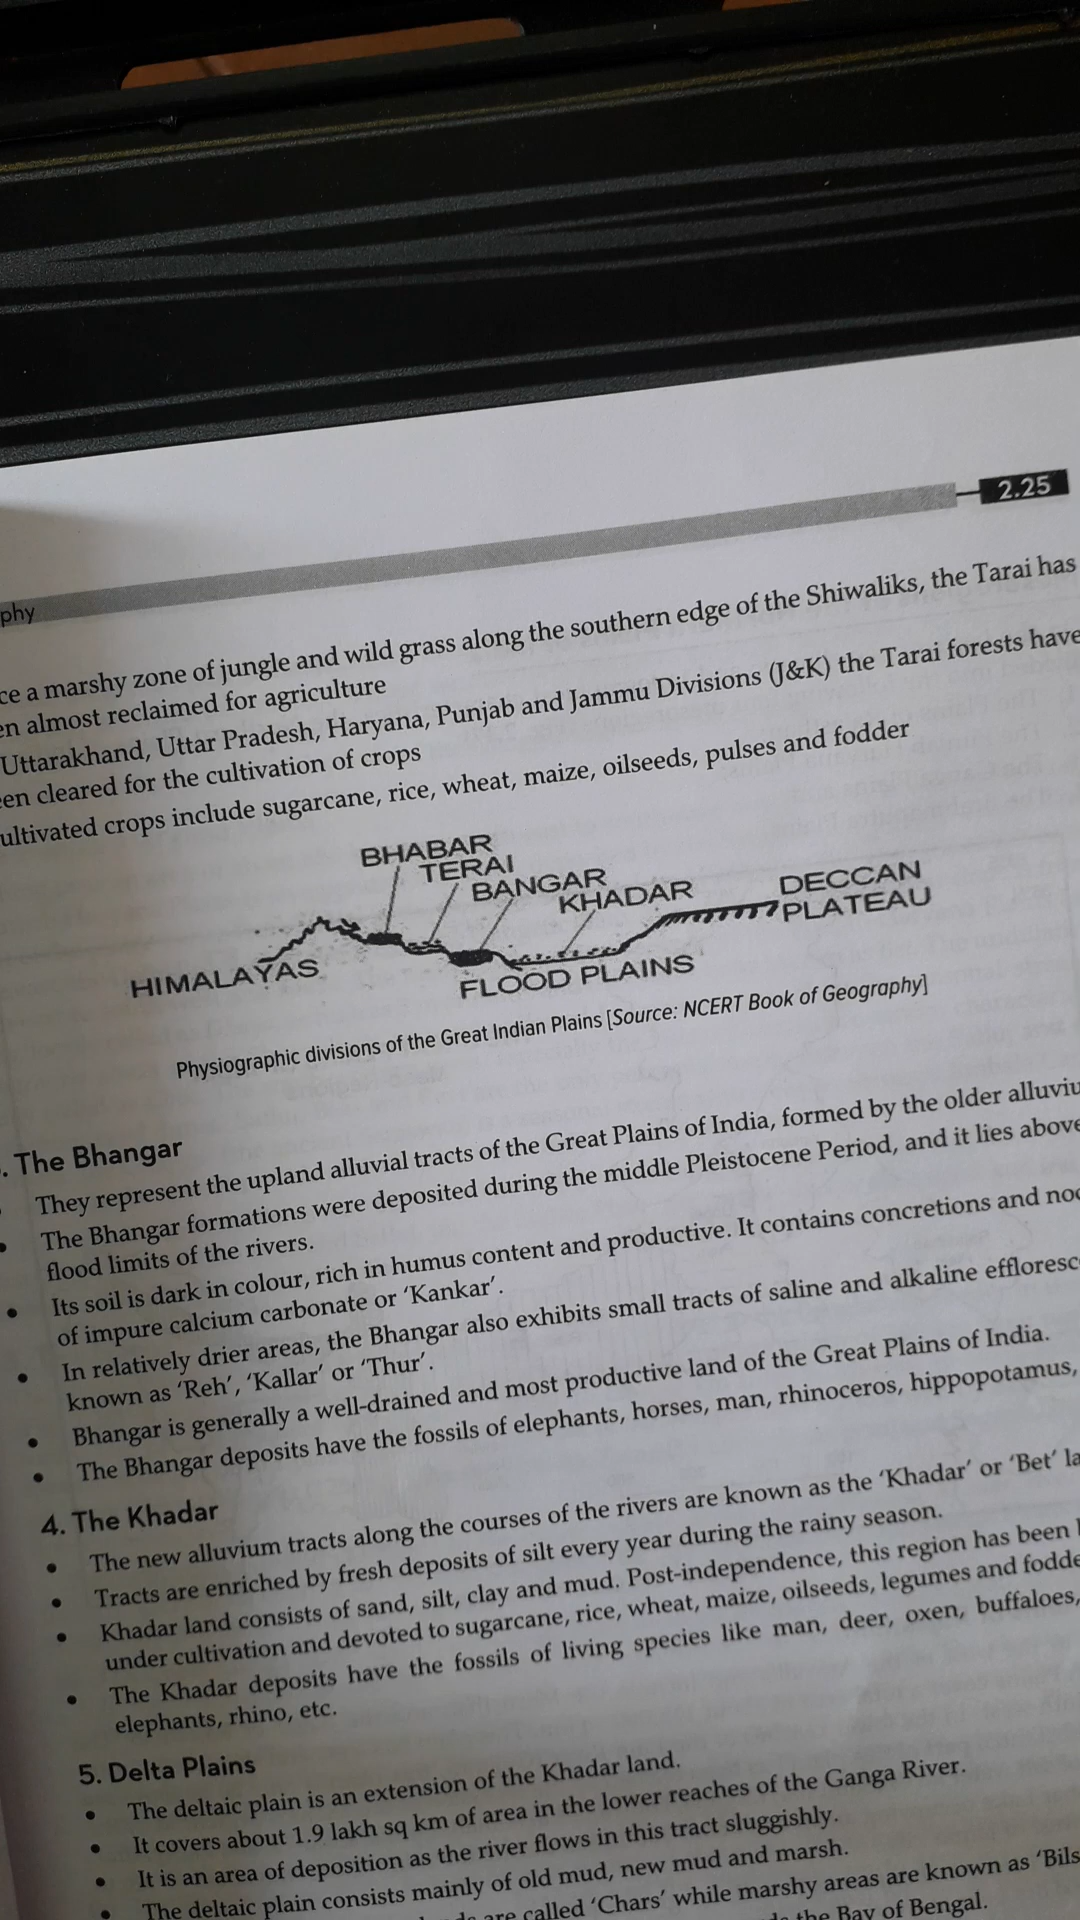 2.25
phy
ce a marshy zone of jungle and wild grass along the southern edge of the Shiwaliks, the Tarai has
en almost reclaimed for agriculture
Uttarakhand, Uttar Pradesh, Haryana, Punjab and Jammu Divisions (J&K) the Tarai forests have
een cleared for the cultivation of crops
ultivated crops include sugarcane, rice, wheat, maize, oilseeds, pulses and fodder
BHABAR
TERAI
BANGAR
KHADAR
DECCAN
PLATEAU
HIMALAYAS
FLOOD PLAINS
Physiographic divisions of the Great Indian Plains [Source: NCERT Book of Geography]
. The Bhangar
They represent the upland alluvial tracts of the Great Plains of India, formed by the older alluviu
• The Bhangar formations were deposited during the middle Pleistocene Period, and it lies above
flood limits of the rivers.
• Its soil is dark in colour, rich in humus content and productive. It contains concretions and no
of impure calcium carbonate or 'Kankar'.
• In relatively drier areas, the Bhangar also exhibits small tracts of saline and alkaline effloresc
known as 'Reh', 'Kallar' or 'Thur'.
• Bhangar is generally a well-drained and most productive land of the Great Plains of India.
• The Bhangar deposits have the fossils of elephants, horses, man, rhinoceros, hippopotamus,
4. The Khadar
• The new alluvium tracts along the courses of the rivers are known as the 'Khadar' or 'Bet' la
• Tracts are enriched by fresh deposits of silt every year during the rainy season.
• Khadar land consists of sand, silt, clay and mud. Post-independence, this region has been
under cultivation and devoted to sugarcane, rice, wheat, maize, oilseeds, legumes and fodde
• The Khadar deposits have the fossils of living species like man, deer, oxen, buffaloes,
elephants, rhino, etc.
5. Delta Plains
• The deltaic plain is an extension of the Khadar land.
• It covers about 1.9 lakh sq km of area in the lower reaches of the Ganga River.
• It is an area of deposition as the river flows in this tract sluggishly.
• The deltaic plain consists mainly of old mud, new mud and marsh.
are called 'Chars' while marshy areas are known as 'Bils
the Bay of Bengal.